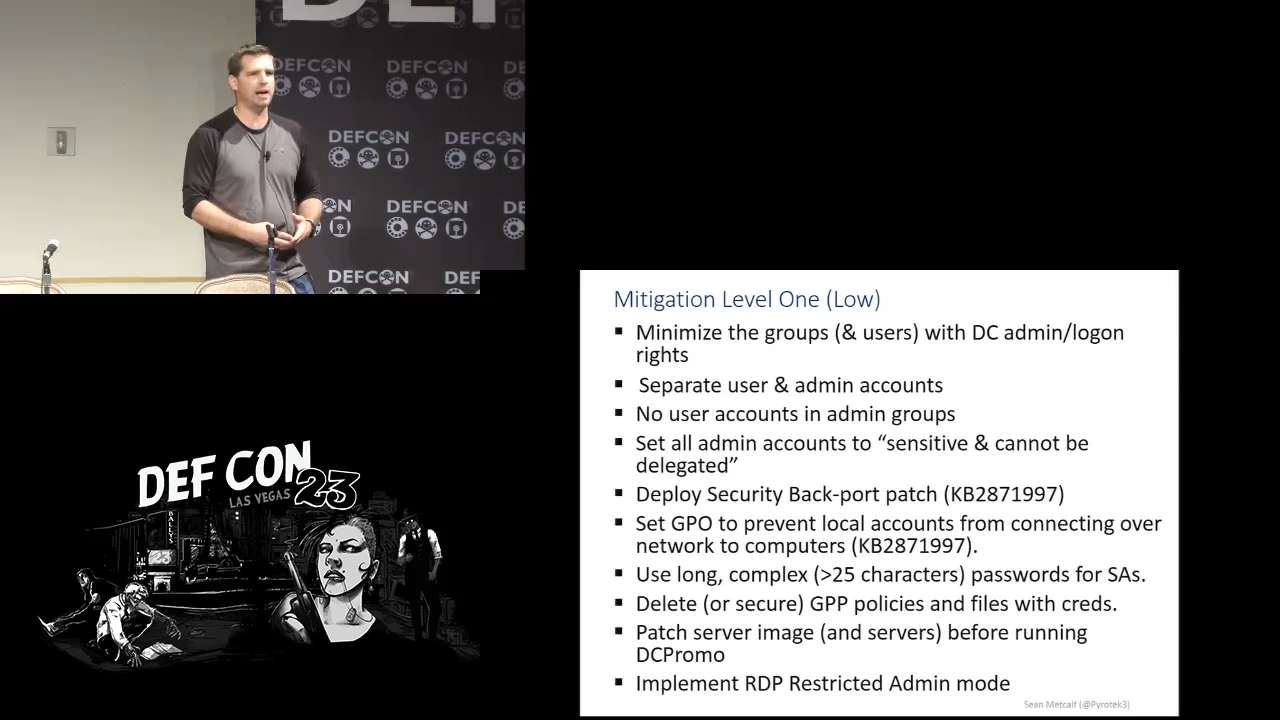 DEFCON
DEFCON
DEFCON
DEFCON
DEFCON
DEFCON
DE
DEFCON
DEF
Mitigation Level One (Low)
▪ Minimize the groups (& users) with DC admin/logon
rights
▪ Separate user & admin accounts
▪ No user accounts in admin groups
▪ Set all admin accounts to “sensitive & cannot be
delegated”
▪ Deploy Security Back-port patch (KB2871997)
▪ Set GPO to prevent local accounts from connecting over
network to computers (KB2871997).
▪ Use long, complex (>25 characters) passwords for SAs.
▪ Delete (or secure) GPP policies and files with creds.
▪ Patch server image (and servers) before running
DCPromo
▪ Implement RDP Restricted Admin mode
Sean Metcalf (@Pyrotek3)
DEF CON 23
LAS VEGAS
BALLYS